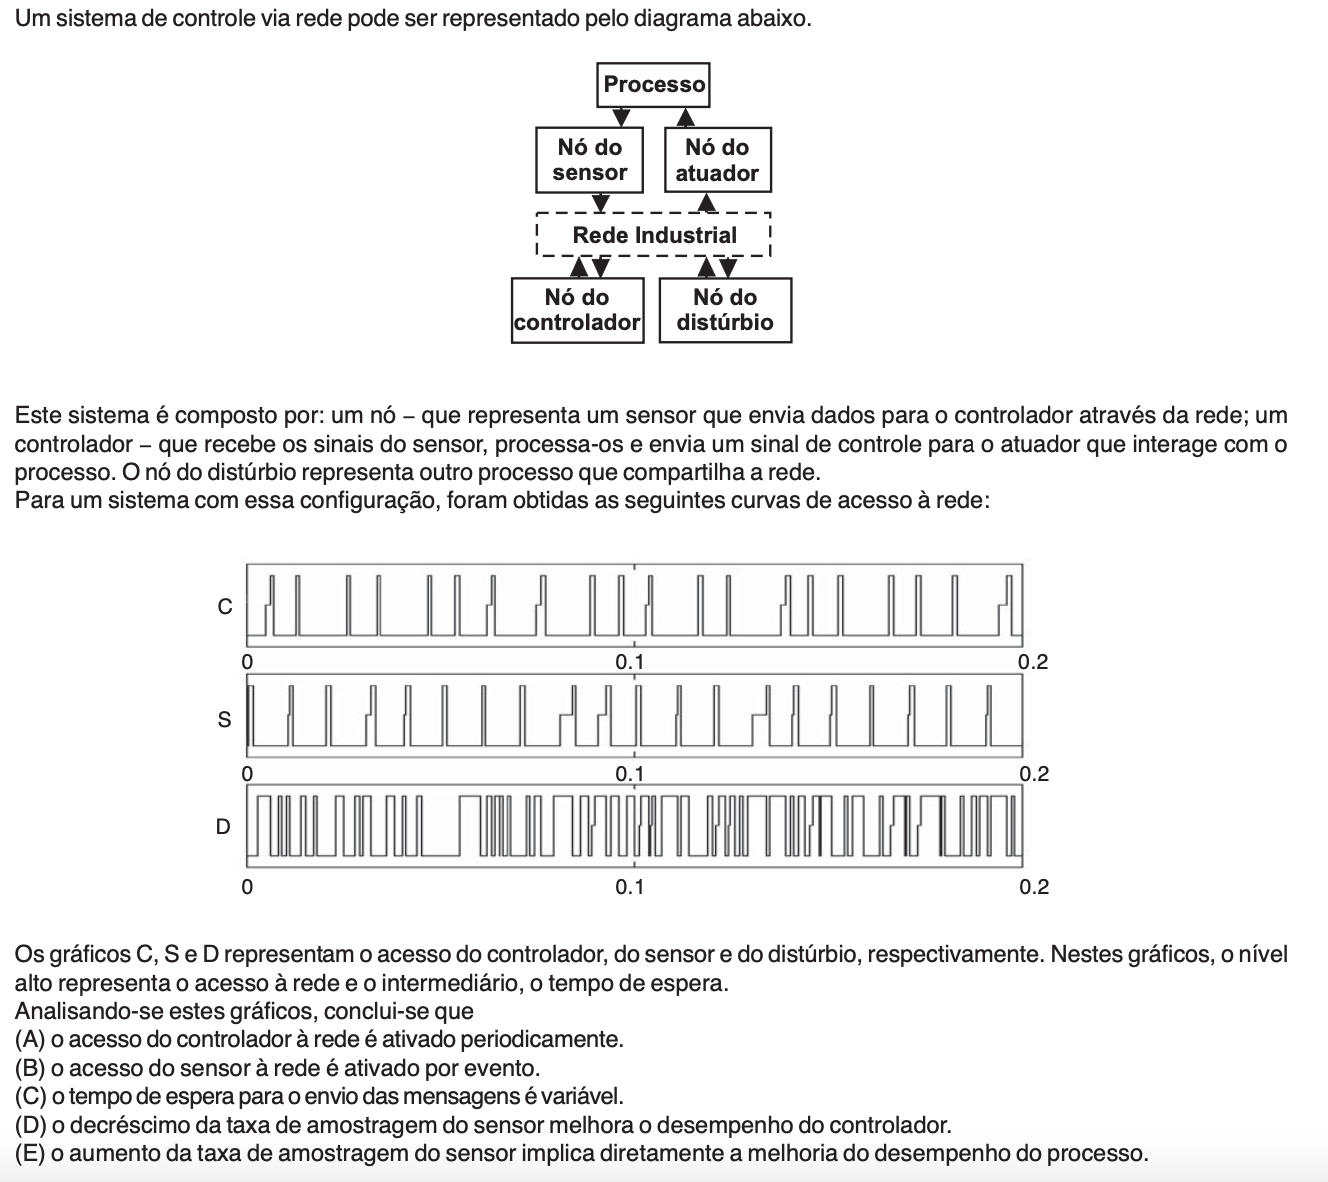 Um sistema de controle via rede pode ser representado pelo diagrama abaixo.
Processo
Nó do
sensor
Nó do
atuador
Rede Industrial
Nó do
controlador
Nó do
distúrbio
Este sistema é composto por: um nó – que representa um sensor que envia dados para o controlador através da rede; um
controlador – que recebe os sinais do sensor, processa-os e envia um sinal de controle para o atuador que interage com o
processo. O nó do distúrbio representa outro processo que compartilha a rede.
Para um sistema com essa configuração, foram obtidas as seguintes curvas de acesso à rede:
C
0 0.1 0.2
S
0 0.1 0.2
D
0 0.1 0.2
Os gráficos C, S e D representam o acesso do controlador, do sensor e do distúrbio, respectivamente. Nestes gráficos, o nível
alto representa o acesso à rede e o intermediário, o tempo de espera.
Analisando-se estes gráficos, conclui-se que
(A) o acesso do controlador à rede é ativado periodicamente.
(B) o acesso do sensor à rede é ativado por evento.
(C) o tempo de espera para o envio das mensagens é variável.
(D) o decréscimo da taxa de amostragem do sensor melhora o desempenho do controlador.
(E) o aumento da taxa de amostragem do sensor implica diretamente a melhoria do desempenho do processo.